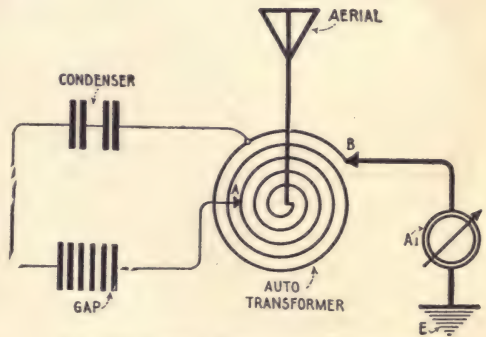 AERIAL
CONDENSER
B
A
A1
AUTO
TRANSFORMER
GAP
E